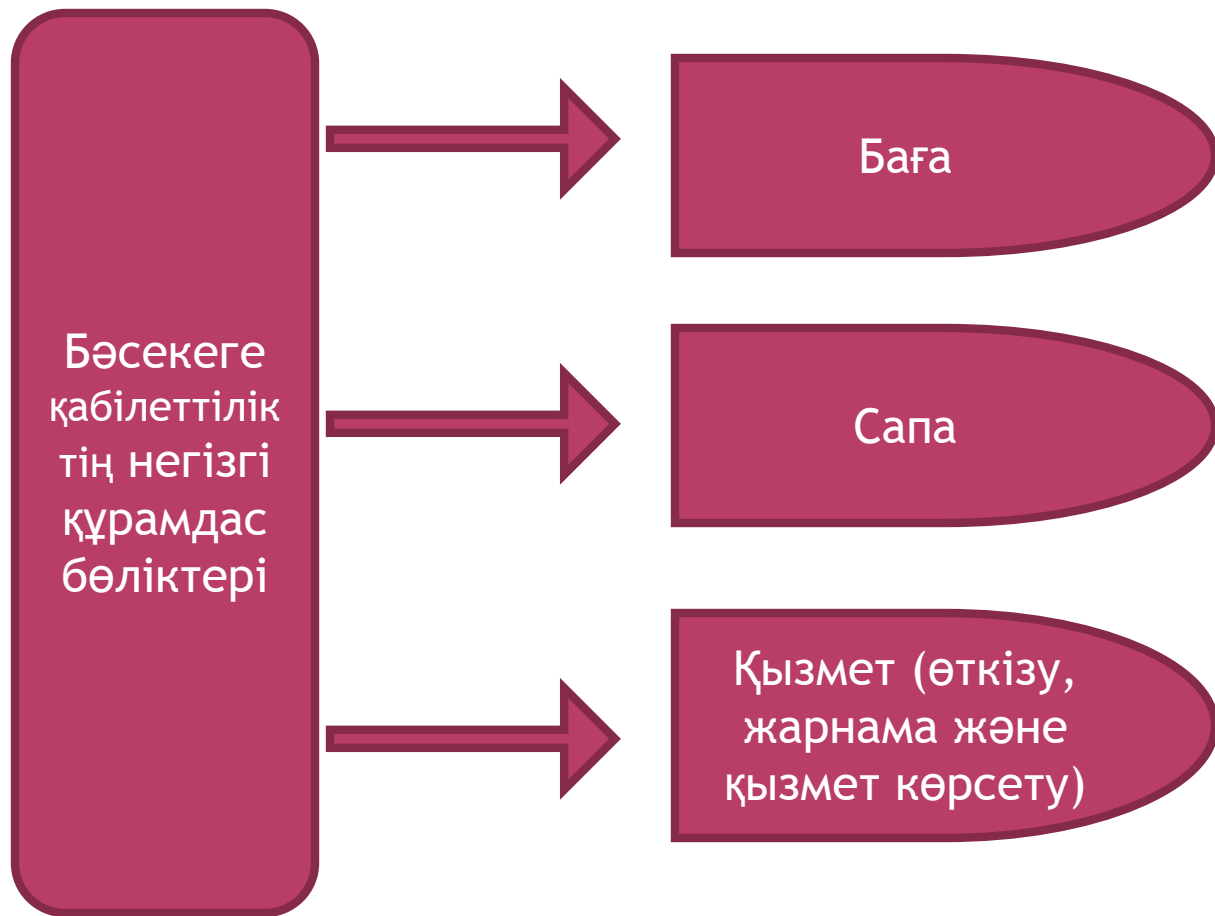 Бәсекеге
қабілеттілік
тің негізгі
құрамдас
бөліктері
Баға
Сапа
Қызмет (өткізу,
жарнама және
қызмет көрсету)